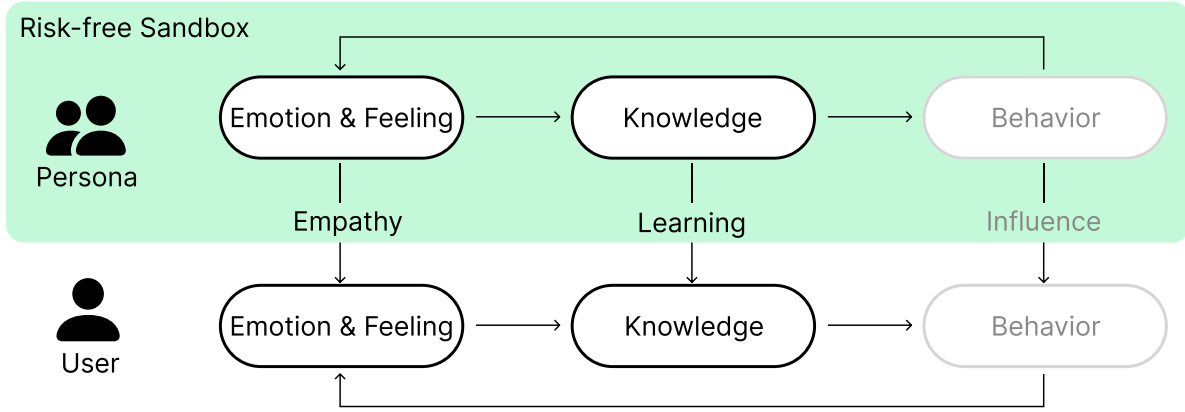 Risk-free Sandbox
Emotion & Feeling
Knowledge
Behavior
Persona
Empathy
Learning
Influence
Emotion & Feeling
Knowledge
Behavior
User